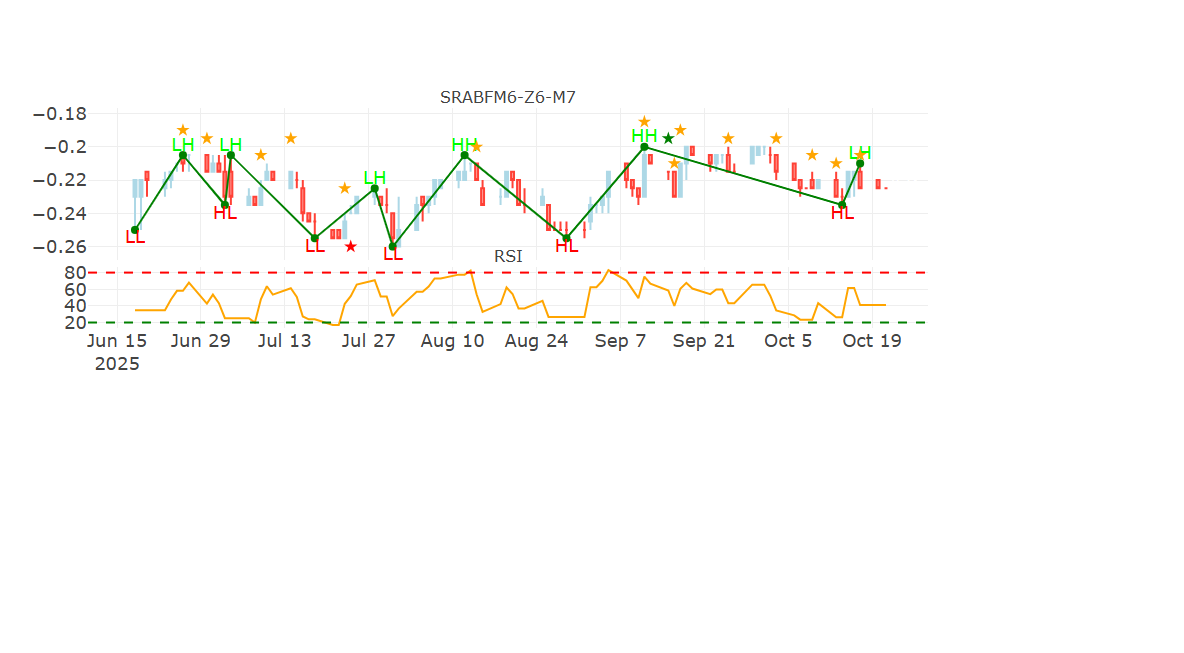 SRABFM6-Z6-M7
−0.18
−0.2
−0.22
−0.24
−0.26
LL
LH
HL
LH
LL
LH
LL
HH
HL
HH
HL
LH
RSI
80
60
40
20
Jun 15 Jun 29 Jul 13 Jul 27 Aug 10 Aug 24 Sep 7 Sep 21 Oct 5 Oct 19
2025